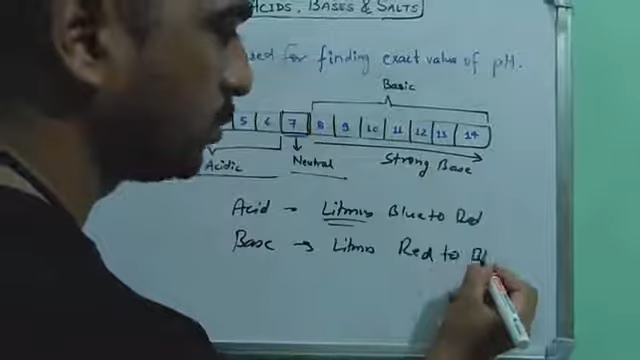 ACIDS, BASES & SALTS
for finding exact value of pH.
Basic
5 6 7 8 9 10 11 12 13 14
Acidic
Neutral
Strong Base
Acid → Litmus Blue to Red
Base → Litmus Red to Bl